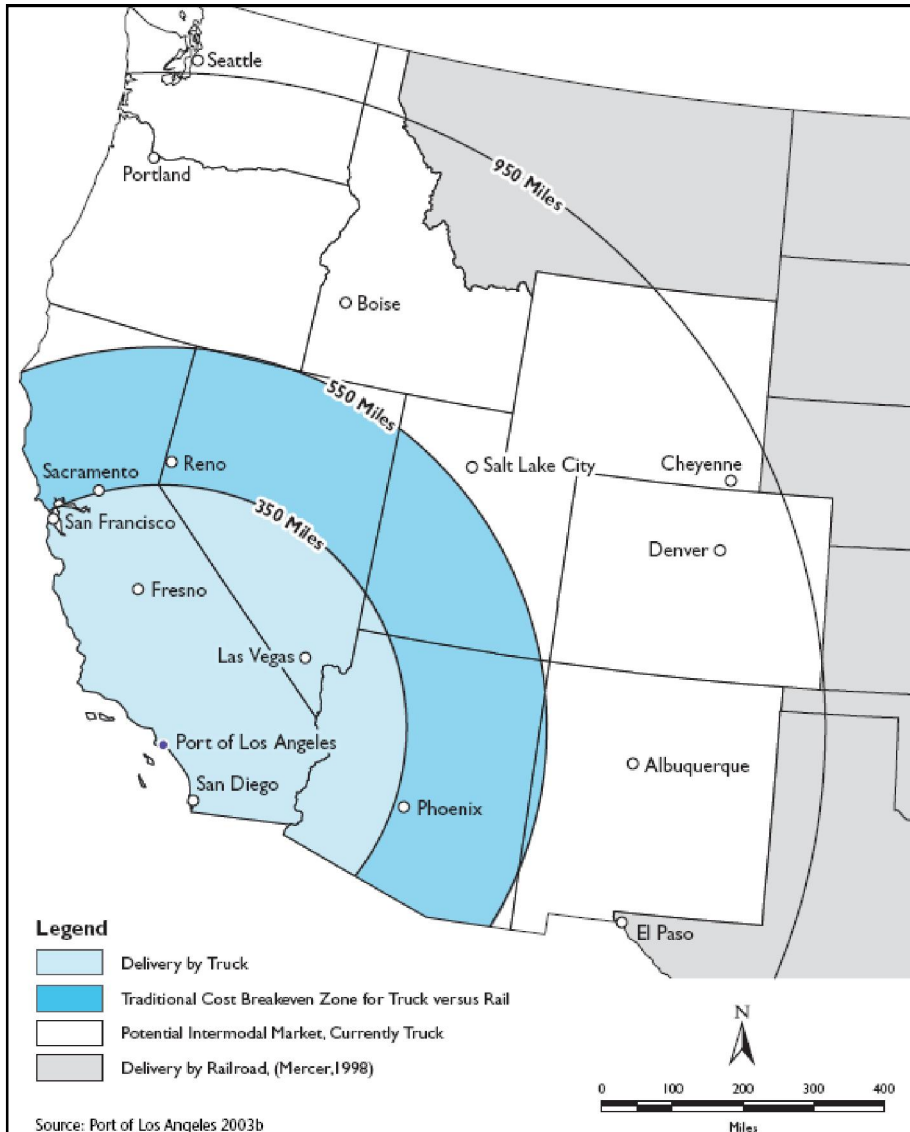 Seattle
Portland
950 Miles
Boise
550 Miles
Reno
Salt Lake City
Cheyenne
Sacramento
San Francisco
350 Miles
Denver
Fresno
Las Vegas
Port of Los Angeles
Albuquerque
San Diego
Phoenix
El Paso
Legend
Delivery by Truck
Traditional Cost Breakeven Zone for Truck versus Rail
Potential Intermodal Market, Currently Truck
Delivery by Railroad, (Mercer,1998)
N
0 100 200 300 400
Miles
Source: Port of Los Angeles 2003b